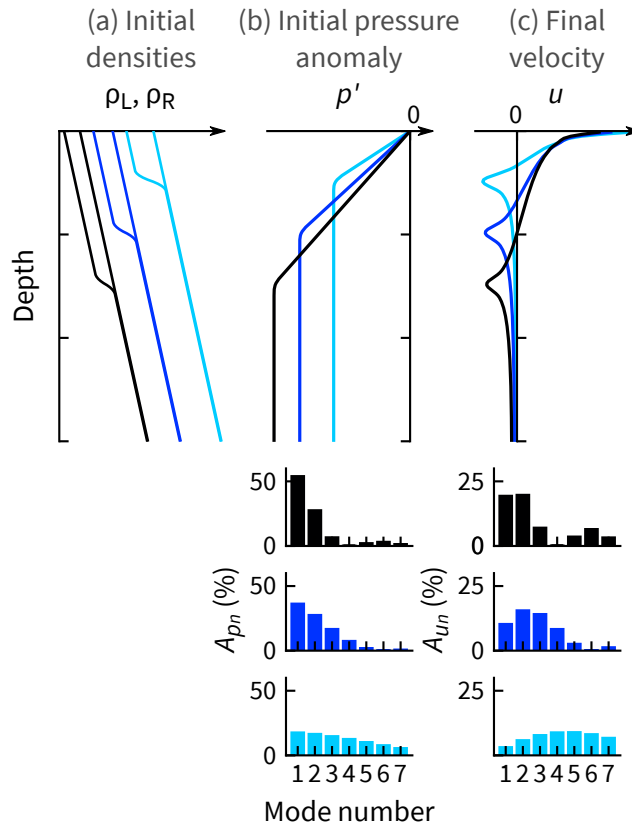 (a) Initial densities
(b) Initial pressure anomaly
(c) Final velocity
ρL, ρR
p′
u
0
0
Depth
50
0
25
0
50
0
25
0
50
0
25
Apn (%)
Aun (%)
1 2 3 4 5 6 7
1 2 3 4 5 6 7
Mode number